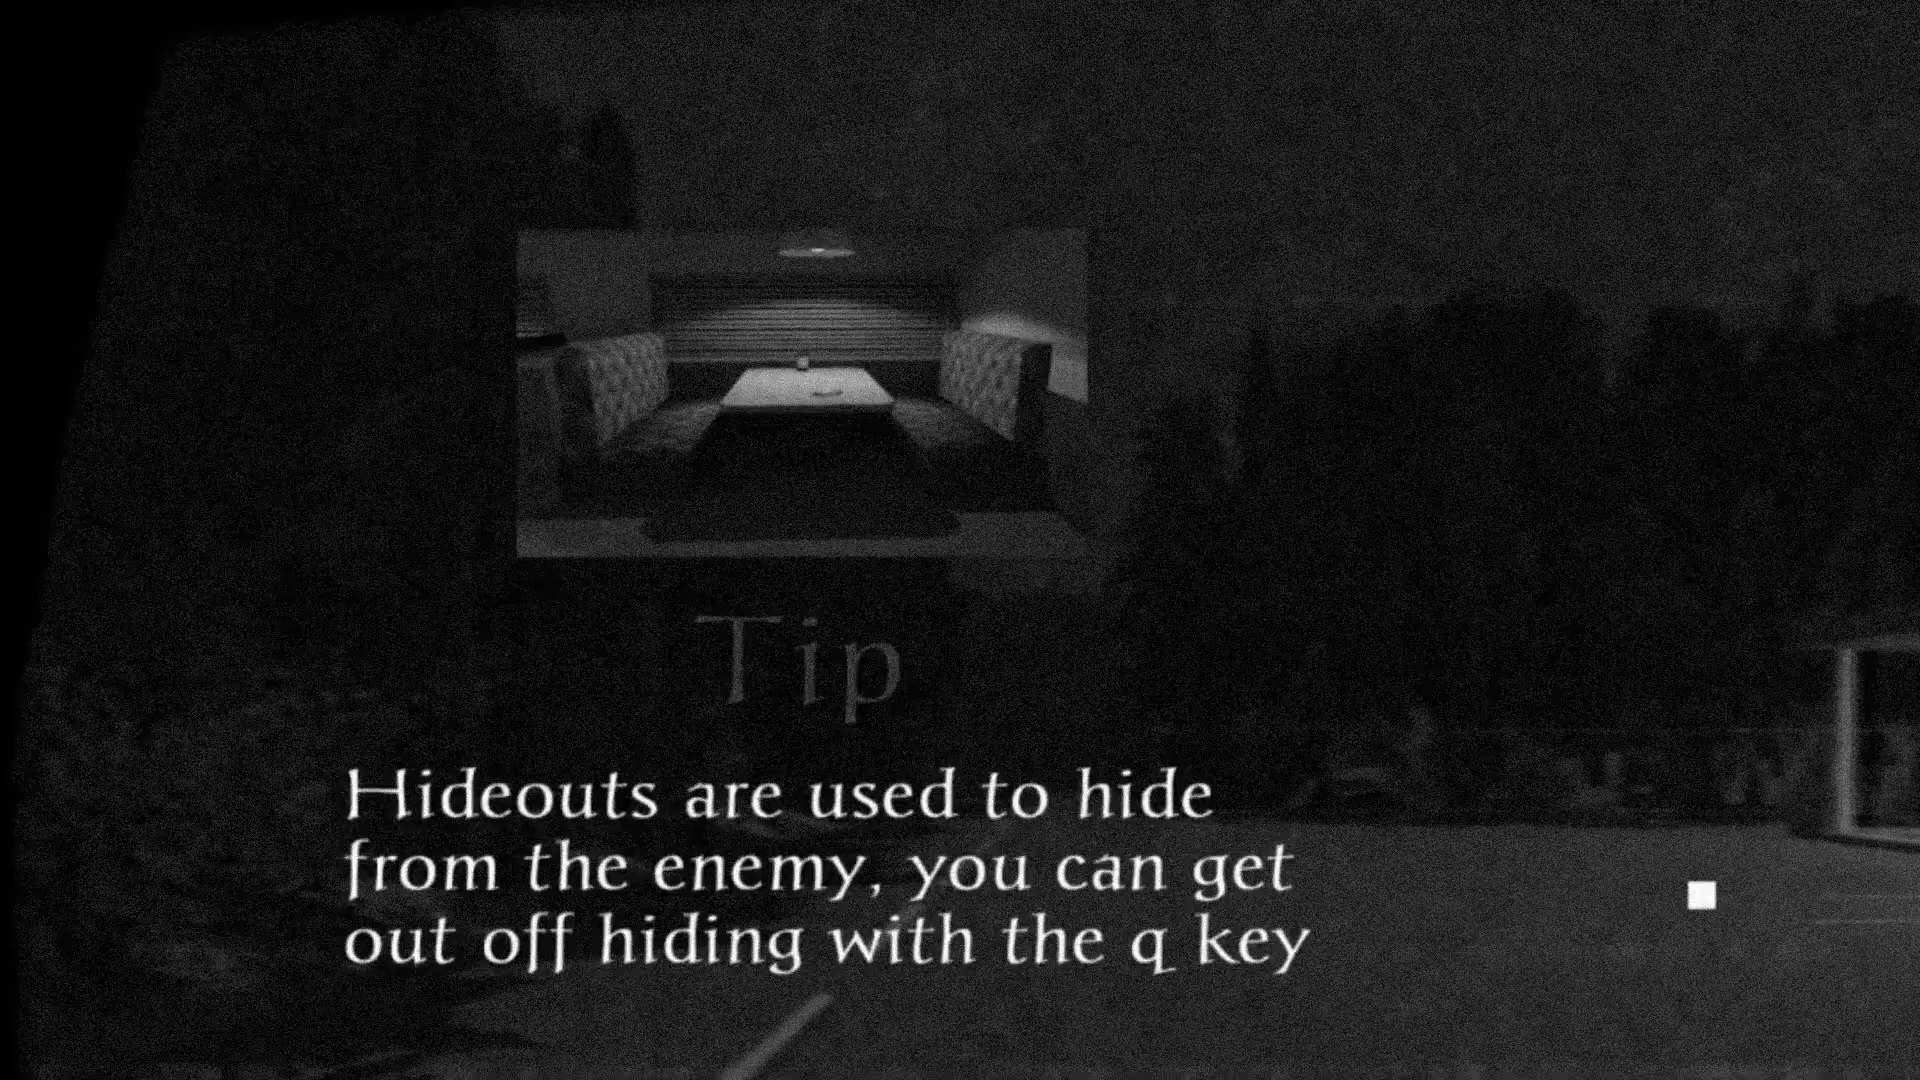 Tip
Hideouts are used to hide
from the enemy, you can get
out off hiding with the q key